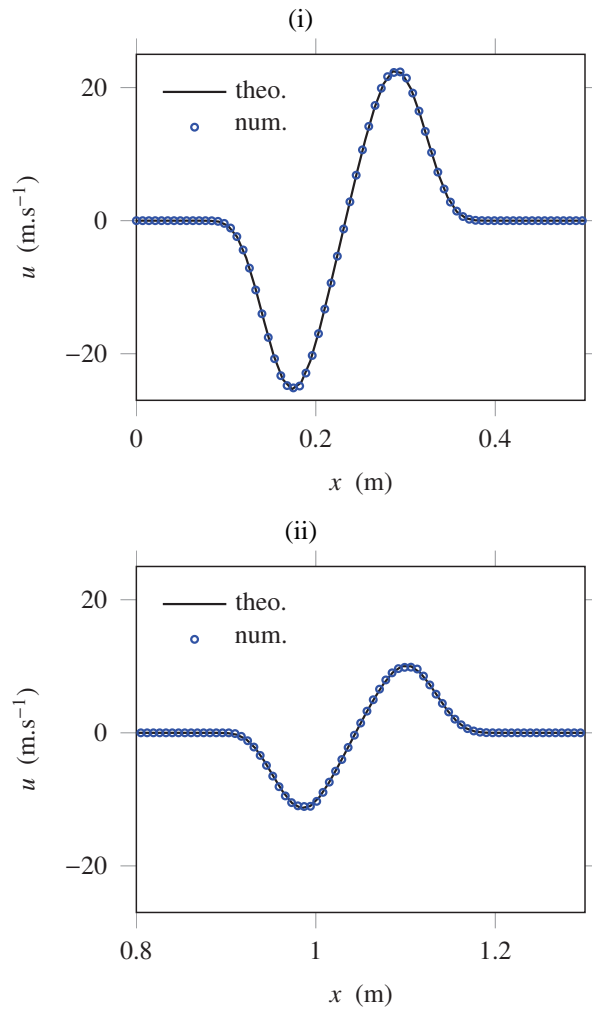 (i)
20
0
−20
u (m.s⁻¹)
theo.
num.
0 0.2 0.4
x (m)
(ii)
20
0
−20
u (m.s⁻¹)
theo.
num.
0.8 1 1.2
x (m)